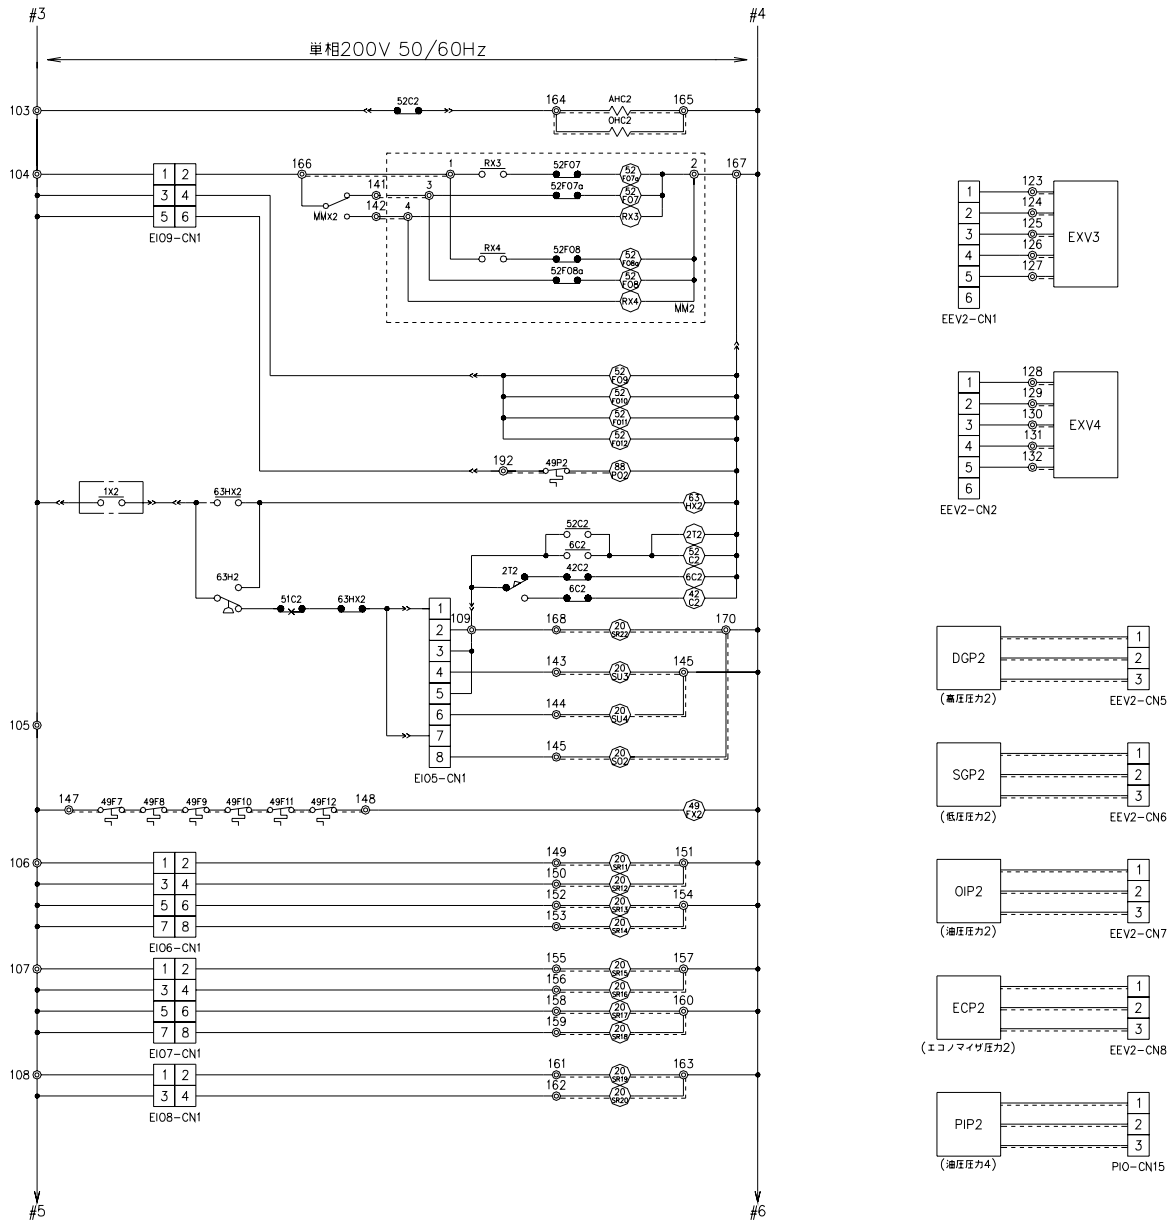 #3 #4
単相200V 50/60Hz
103 52C2 164 AHC2 165
OHC2
104 1 2 166 1 RX3 52F07 52 F07a 2 167
3 4 141 3 52F07a 52 F07
MMX2
5 6 142 4 RX3
EIO9-CN1
RX4 52F08 52 F08a
52F08a 52 F08
RX4 MM2
52 F09
52 F010
52 F011
52 F012
192 49P2 88 P02
1X2 63HX2 63 HX2
52C2 2T2
6C2 52 C2
2T2 42C2 6C2
6C2 42 C2
63H2 51C2 63HX2 1
2 109 168 20 SR22 170
3
4 143 20 SU3 145
5
6 144 20 SU4
105 7
8 145 20 S02
EIO5-CN1
147 49F7 49F8 49F9 49F10 49F11 49F12 148 49 FX2
106 1 2 149 20 SR11 151
3 4 150 20 SR12
5 6 152 20 SR13 154
7 8 153 20 SR14
EIO6-CN1
107 1 2 155 20 SR15 157
3 4 156 20 SR16
5 6 158 20 SR17 160
7 8 159 20 SR18
EIO7-CN1
108 1 2 161 20 SR19 163
3 4 162 20 SR20
EIO8-CN1
#5 #6
1 123
2 124
3 125 EXV3
4 126
5 127
6
EEV2-CN1
1 128
2 129
3 130 EXV4
4 131
5 132
6
EEV2-CN2
DGP2 1
2
3
(高圧圧力2) EEV2-CN5
SGP2 1
2
3
(低圧圧力2) EEV2-CN6
OIP2 1
2
3
(油圧圧力2) EEV2-CN7
ECP2 1
2
3
(エコノマイザ圧力2) EEV2-CN8
PIP2 1
2
3
(油圧圧力4) PIO-CN15